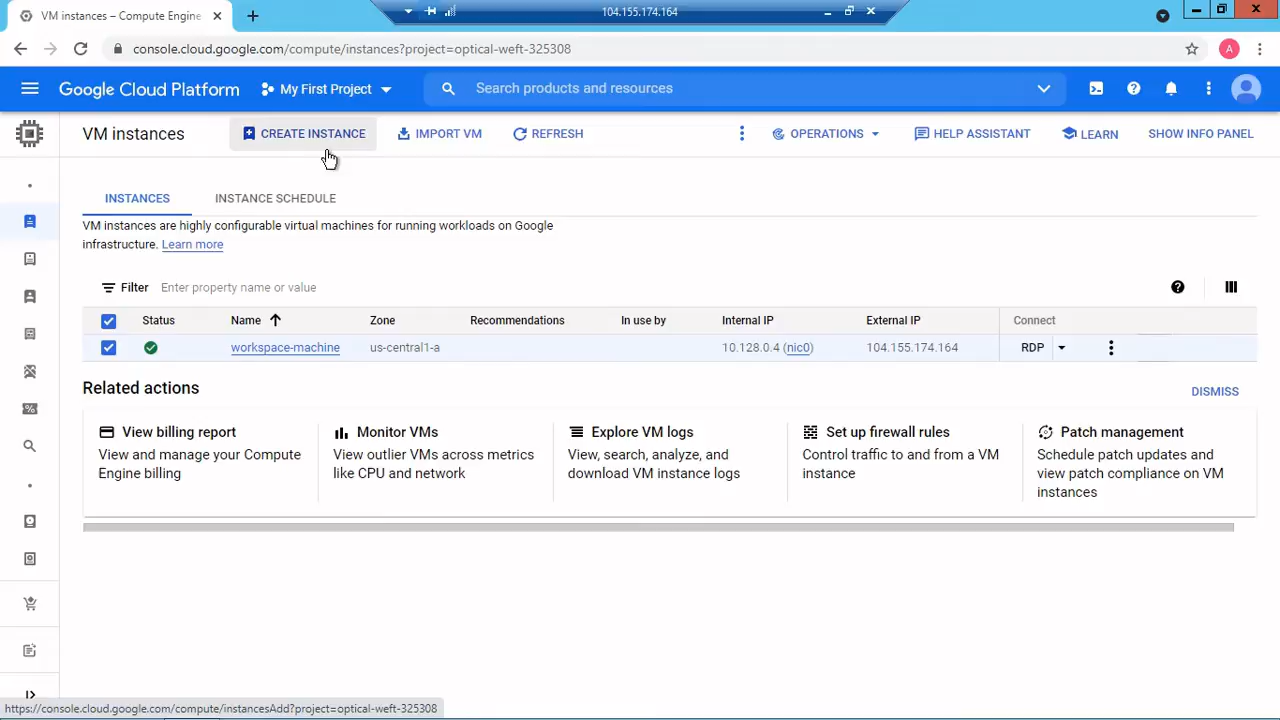 VM instances – Compute Engine
104.155.174.164
console.cloud.google.com/compute/instances?project=optical-weft-325308
A
Google Cloud Platform
My First Project
Search products and resources
VM instances
CREATE INSTANCE
IMPORT VM
REFRESH
OPERATIONS
HELP ASSISTANT
LEARN
SHOW INFO PANEL
INSTANCES
INSTANCE SCHEDULE
VM instances are highly configurable virtual machines for running workloads on Google
infrastructure. Learn more
Filter Enter property name or value
Status Name Zone Recommendations In use by Internal IP External IP Connect
workspace-machine us-central1-a 10.128.0.4 (nic0) 104.155.174.164 RDP
Related actions
DISMISS
View billing report
View and manage your Compute
Engine billing
Monitor VMs
View outlier VMs across metrics
like CPU and network
Explore VM logs
View, search, analyze, and
download VM instance logs
Set up firewall rules
Control traffic to and from a VM
instance
Patch management
Schedule patch updates and
view patch compliance on VM
instances
https://console.cloud.google.com/compute/instancesAdd?project=optical-weft-325308